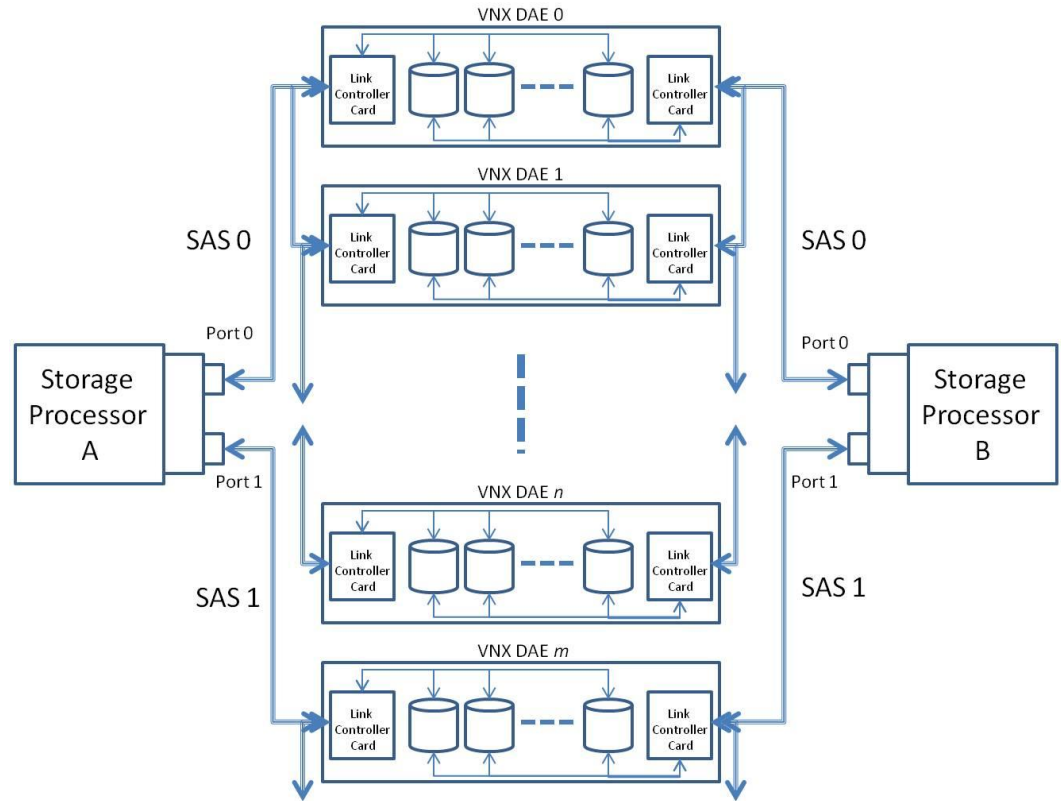 VNX DAE 0
Link
Controller
Card
Link
Controller
Card
VNX DAE 1
Link
Controller
Card
Link
Controller
Card
SAS 0
SAS 0
Port 0
Port 0
Storage
Processor
A
Storage
Processor
B
Port 1
Port 1
VNX DAE n
Link
Controller
Card
Link
Controller
Card
SAS 1
SAS 1
VNX DAE m
Link
Controller
Card
Link
Controller
Card